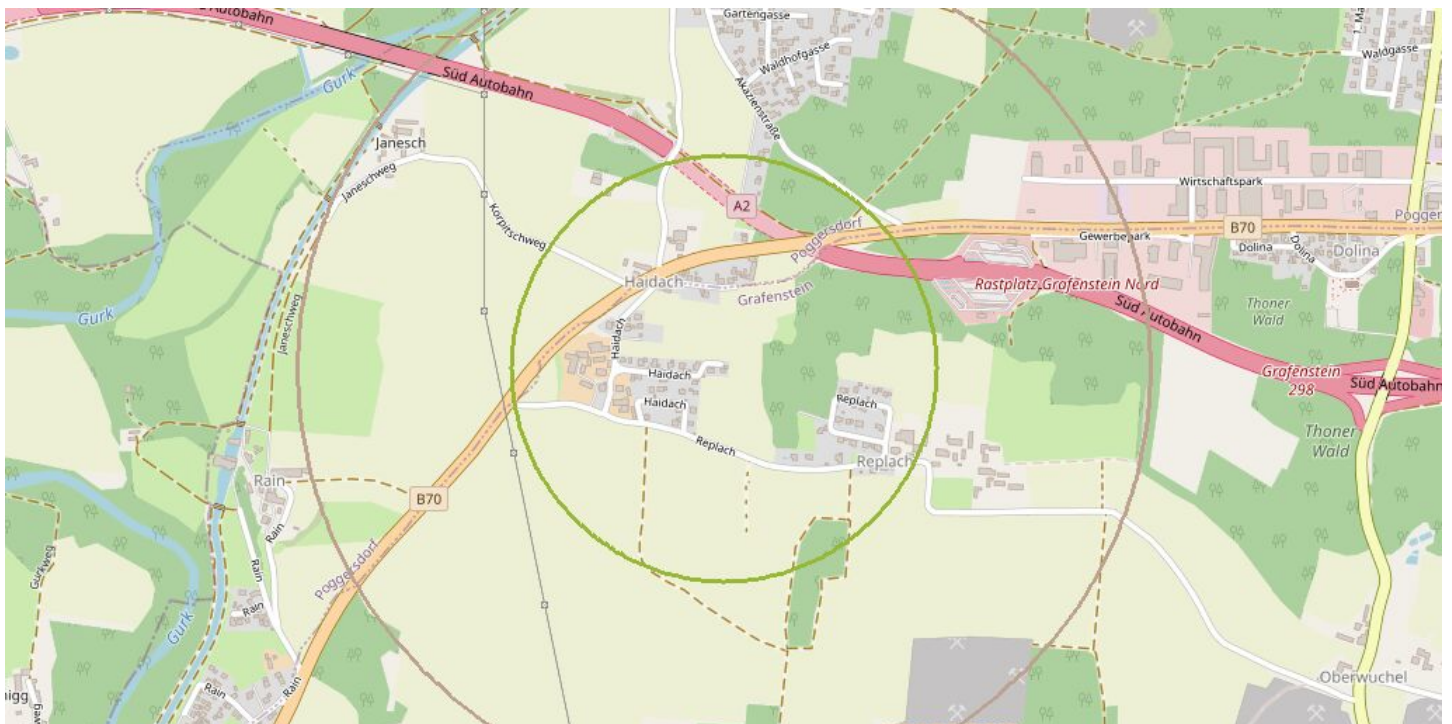 Autobahn
Gartengasse
Waldhofgasse
Waldgasse
Akazienstraße
Gurk
Süd Autobahn
Janesch
Janeschweg
Korpitschweg
A2
Wirtschaftspark
Poggersdorf
B70
Gewerbepark
Dolina
Dolina
Dolina
Haidach
Grafenstein
Rastplatz Grafenstein Nord
Gurk
Janeschweg
Haidach
Süd Autobahn
Thoner
Wald
Haidach
Haidach
Replach
Grafenstein
298
Süd Autobahn
Replach
Replach
Thoner
Wald
Rain
B70
Rain
Poggersdorf
Gurkweg
Rain
Rain
Gurk
Rain
Rain
Oberwuchel